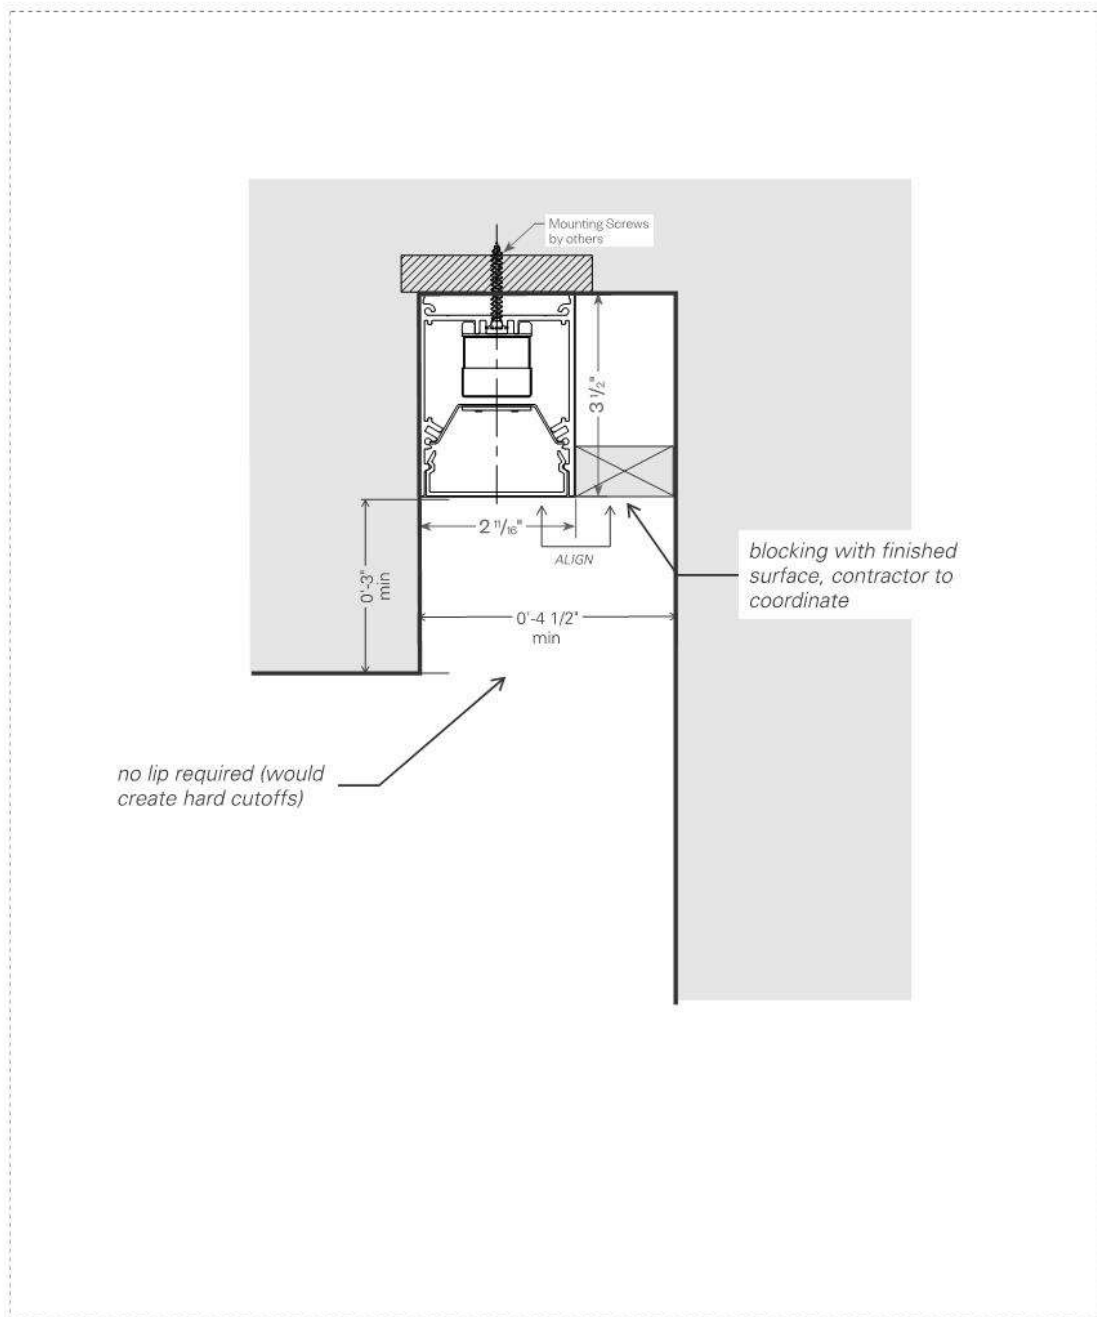 Mounting Screws
by others
3 1/2"
2 11/16"
ALIGN
0'-3"
min
blocking with finished
surface, contractor to
coordinate
0'-4 1/2"
min
no lip required (would
create hard cutoffs)